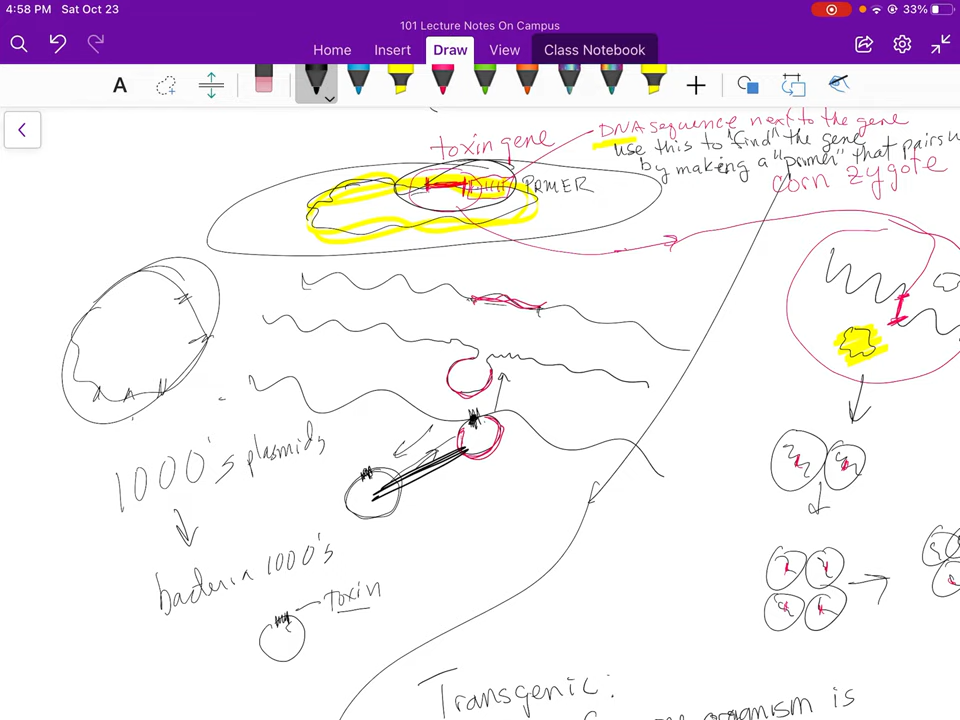 4:58 PM Sat Oct 23
33%
101 Lecture Notes On Campus
Home Insert Draw View Class Notebook
A
DNA sequence next to the gene
use this to "find" the gene
by making a "primer" that pairs w
toxin gene
PRIMER
corn zygote
1000's plasmids
bacteria 1000's
toxin
Transgenic:
organism is